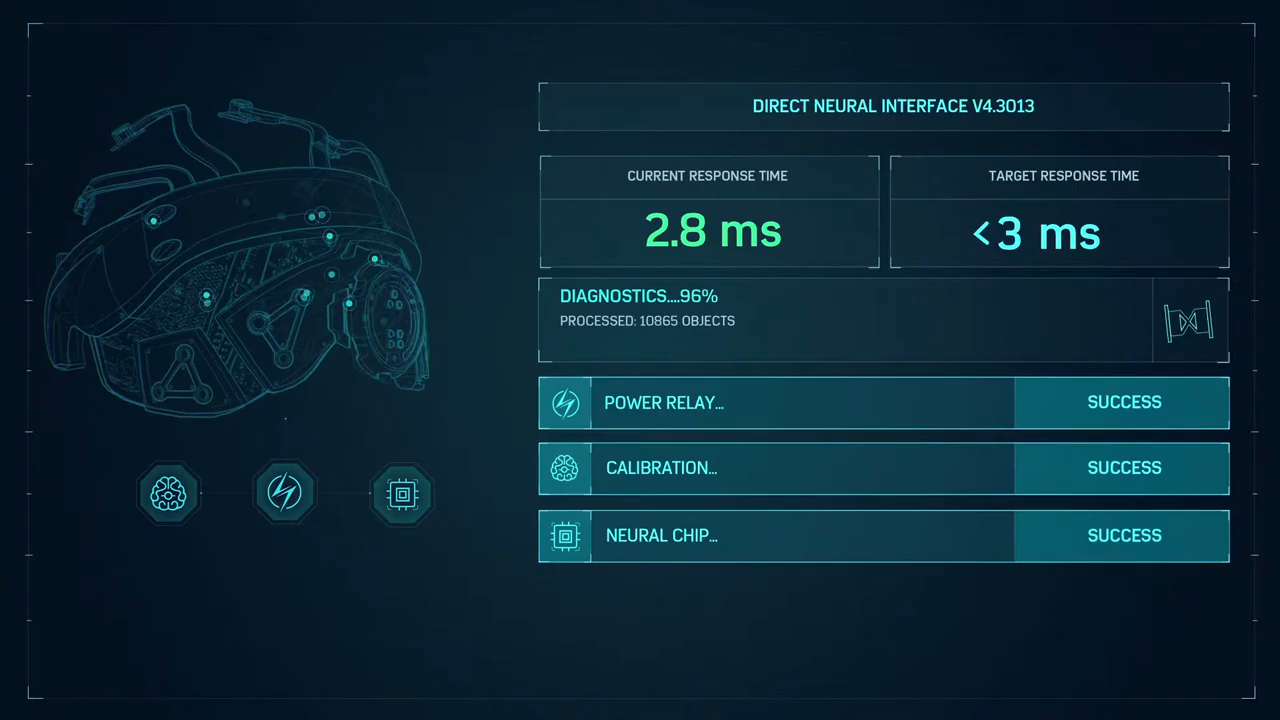 DIRECT NEURAL INTERFACE V4.3013
CURRENT RESPONSE TIME
2.8 ms
TARGET RESPONSE TIME
<3 ms
DIAGNOSTICS....96%
PROCESSED: 10865 OBJECTS
POWER RELAY...
SUCCESS
CALIBRATION...
SUCCESS
NEURAL CHIP...
SUCCESS